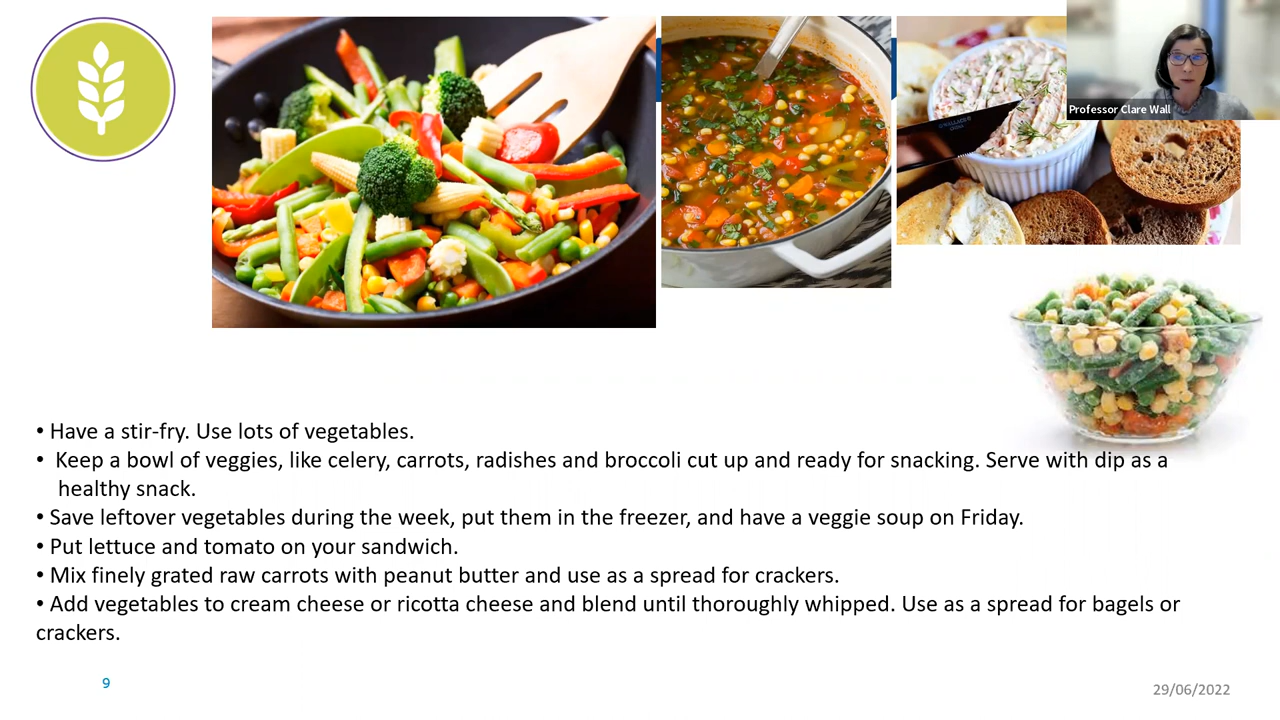 Professor Clare Wall
• Have a stir-fry. Use lots of vegetables.
• Keep a bowl of veggies, like celery, carrots, radishes and broccoli cut up and ready for snacking. Serve with dip as a
healthy snack.
• Save leftover vegetables during the week, put them in the freezer, and have a veggie soup on Friday.
• Put lettuce and tomato on your sandwich.
• Mix finely grated raw carrots with peanut butter and use as a spread for crackers.
• Add vegetables to cream cheese or ricotta cheese and blend until thoroughly whipped. Use as a spread for bagels or
crackers.
9
29/06/2022